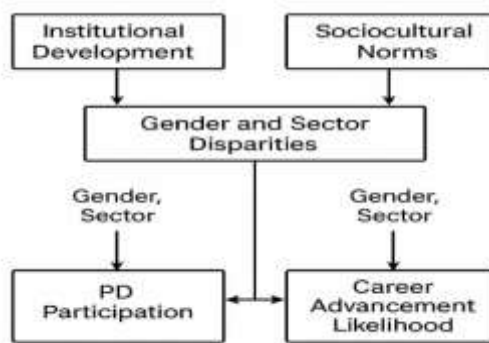 Institutional
Development
Sociocultural
Norms
Gender and Sector
Disparities
Gender,
Sector
Gender,
Sector
PD
Participation
Career
Advancement
Likelihood